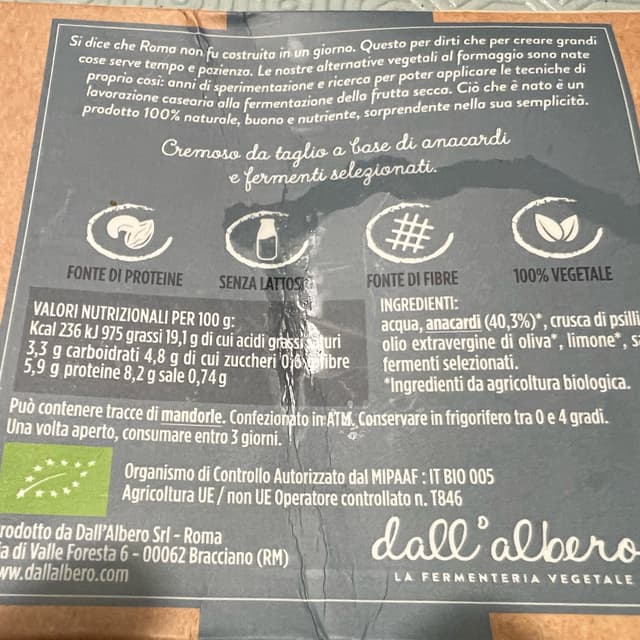 Si dice che Roma non fu costruita in un giorno. Questo per dirti che per creare grandi
cose serve tempo e pazienza. Le nostre alternative vegetali al formaggio sono nate
proprio così: anni di sperimentazione e ricerca per poter applicare le tecniche di
lavorazione casearia alla fermentazione della frutta secca. Ciò che è nato è un
prodotto 100% naturale, buono e nutriente, sorprendente nella sua semplicità.
Cremoso da taglio a base di anacardi
e fermenti selezionati.
FONTE DI PROTEINE
SENZA LATTOSI
FONTE DI FIBRE
100% VEGETALE
VALORI NUTRIZIONALI PER 100 g:
Kcal 236 kJ 975 grassi 19,1 g di cui acidi grassi saturi
3,3 g carboidrati 4,8 g di cui zuccheri 0,6 g fibre
5,9 g proteine 8,2 g sale 0,74 g
INGREDIENTI:
acqua, anacardi (40,3%)*, crusca di psilli
olio extravergine di oliva*, limone*, sa
fermenti selezionati.
*Ingredienti da agricoltura biologica.
Può contenere tracce di mandorle. Confezionato in ATM. Conservare in frigorifero tra 0 e 4 gradi.
Una volta aperto, consumare entro 3 giorni.
Organismo di Controllo Autorizzato dal MIPAAF : IT BIO 005
Agricoltura UE / non UE Operatore controllato n. T846
rodotto da Dall'Albero Srl - Roma
ia di Valle Foresta 6 - 00062 Bracciano (RM)
ww.dallalbero.com
dall'albero
LA FERMENTERIA VEGETALE